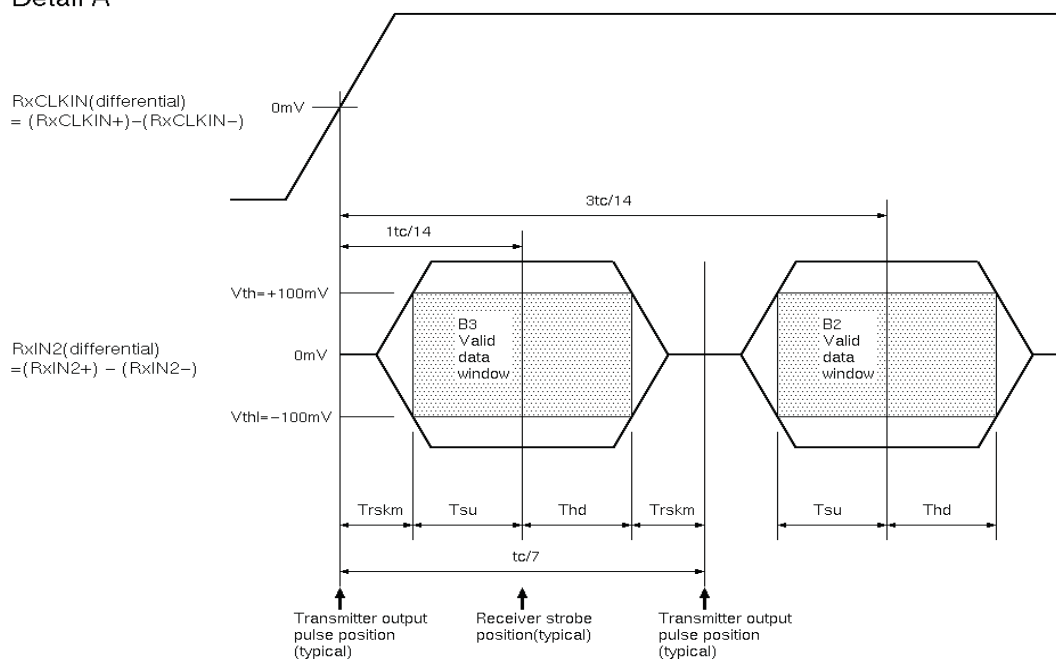 Detail A
RxCLKIN(differential)
= (RxCLKIN+)−(RxCLKIN−)
0mV
3tc/14
1tc/14
Vth=+100mV
B3
Valid
data
window
B2
Valid
data
window
RxIN2(differential)
=(RxIN2+) − (RxIN2−)
0mV
Vthl=−100mV
Trskm
Tsu
Thd
Trskm
Tsu
Thd
tc/7
Transmitter output
pulse position
(typical)
Receiver strobe
position(typical)
Transmitter output
pulse position
(typical)